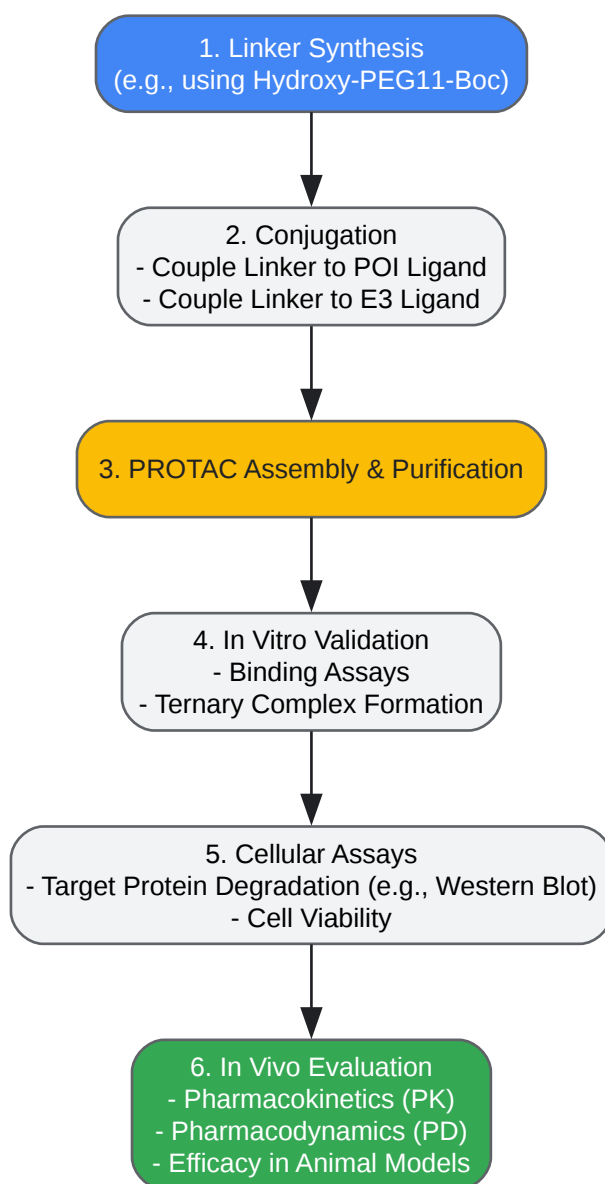 1. Linker Synthesis
(e.g., using Hydroxy-PEG11-Boc)
2. Conjugation
- Couple Linker to POI Ligand
- Couple Linker to E3 Ligand
3. PROTAC Assembly & Purification
4. In Vitro Validation
- Binding Assays
- Ternary Complex Formation
5. Cellular Assays
- Target Protein Degradation (e.g., Western Blot)
- Cell Viability
6. In Vivo Evaluation
- Pharmacokinetics (PK)
- Pharmacodynamics (PD)
- Efficacy in Animal Models